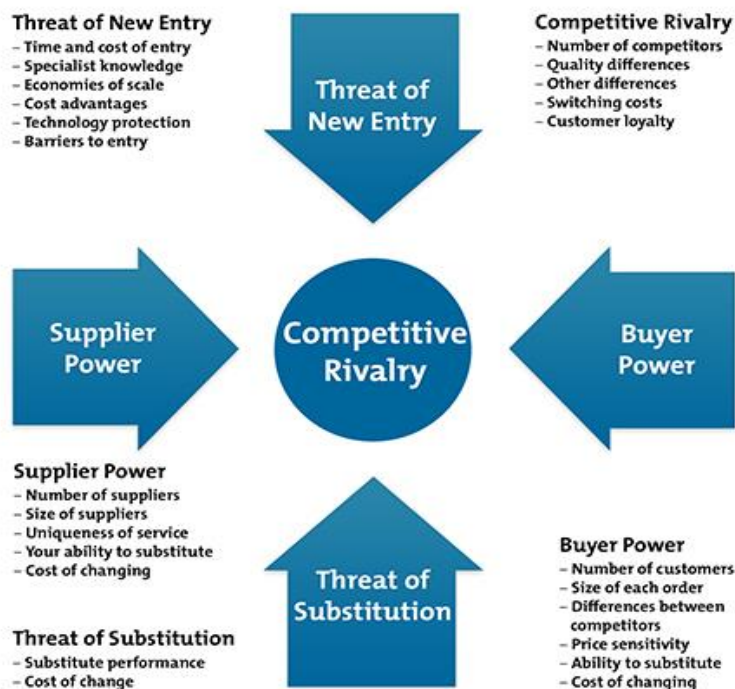 Threat of New Entry
– Time and cost of entry
– Specialist knowledge
– Economies of scale
– Cost advantages
– Technology protection
– Barriers to entry
Threat of
New Entry
Competitive Rivalry
– Number of competitors
– Quality differences
– Other differences
– Switching costs
– Customer loyalty
Supplier
Power
Competitive
Rivalry
Buyer
Power
Supplier Power
– Number of suppliers
– Size of suppliers
– Uniqueness of service
– Your ability to substitute
– Cost of changing
Threat of
Substitution
Buyer Power
– Number of customers
– Size of each order
– Differences between
competitors
– Price sensitivity
– Ability to substitute
– Cost of changing
Threat of Substitution
– Substitute performance
– Cost of change